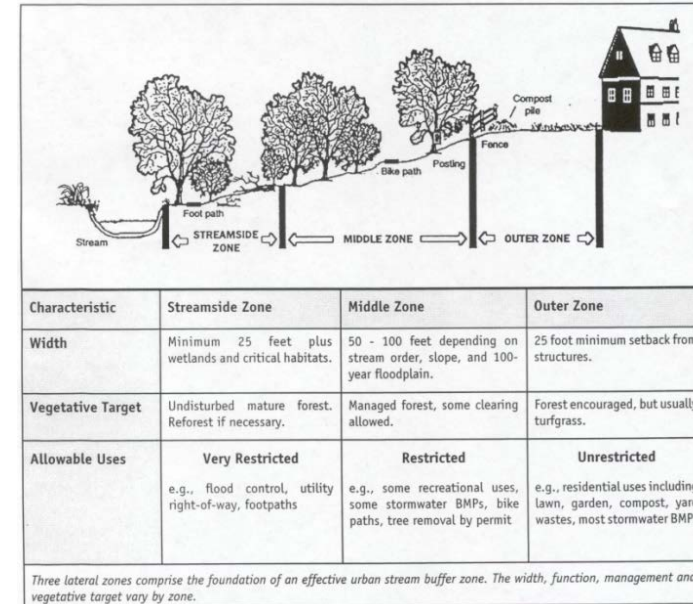 Compost
pile
Fence
Posting
Bike path
Foot path
Stream
STREAMSIDE
ZONE
MIDDLE ZONE
OUTER ZONE
Characteristic
Streamside Zone
Middle Zone
Outer Zone
Width
Minimum 25 feet plus
wetlands and critical habitats.
50 - 100 feet depending on
stream order, slope, and 100-
year floodplain.
25 foot minimum setback from
structures.
Vegetative Target
Undisturbed mature forest.
Reforest if necessary.
Managed forest, some clearing
allowed.
Forest encouraged, but usually
turfgrass.
Allowable Uses
Very Restricted
e.g., flood control, utility
right-of-way, footpaths
Restricted
e.g., some recreational uses,
some stormwater BMPs, bike
paths, tree removal by permit
Unrestricted
e.g., residential uses including
lawn, garden, compost, yard
wastes, most stormwater BMP
Three lateral zones comprise the foundation of an effective urban stream buffer zone. The width, function, management and
vegetative target vary by zone.